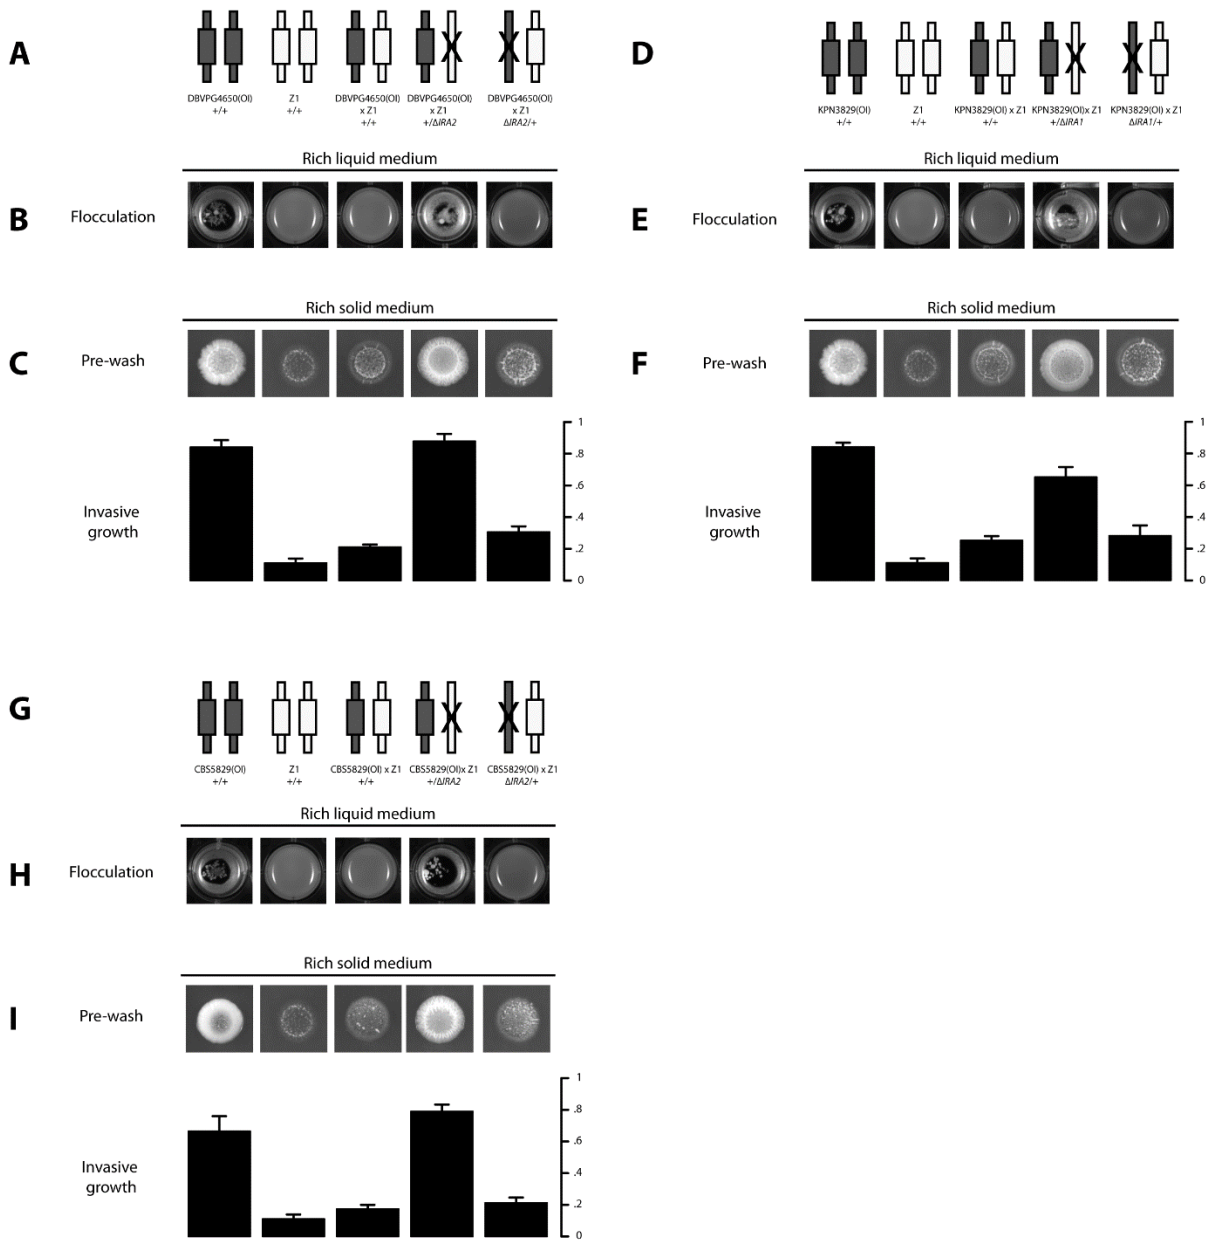 A
DBVPG4650(OI)
+/+
Z1
+/+
DBVPG4650(OI)
x Z1
+/+
DBVPG4650(OI)
x Z1
+/ΔIRA2
DBVPG4650(OI)
x Z1
ΔIRA2/+
B
Rich liquid medium
Flocculation
C
Rich solid medium
Pre-wash
Invasive
growth
1
.8
.6
.4
.2
0
D
KPN3829(OI)
+/+
Z1
+/+
KPN3829(OI) x Z1
+/+
KPN3829(OI)x Z1
+/ΔIRA1
KPN3829(OI) x Z1
ΔIRA1/+
E
Rich liquid medium
Flocculation
F
Rich solid medium
Pre-wash
Invasive
growth
1
.8
.6
.4
.2
0
G
CBS5829(OI)
+/+
Z1
+/+
CBS5829(OI) x Z1
+/+
CBS5829(OI)x Z1
+/ΔIRA2
CBS5829(OI) x Z1
ΔIRA2/+
H
Rich liquid medium
Flocculation
I
Rich solid medium
Pre-wash
Invasive
growth
1
.8
.6
.4
.2
0